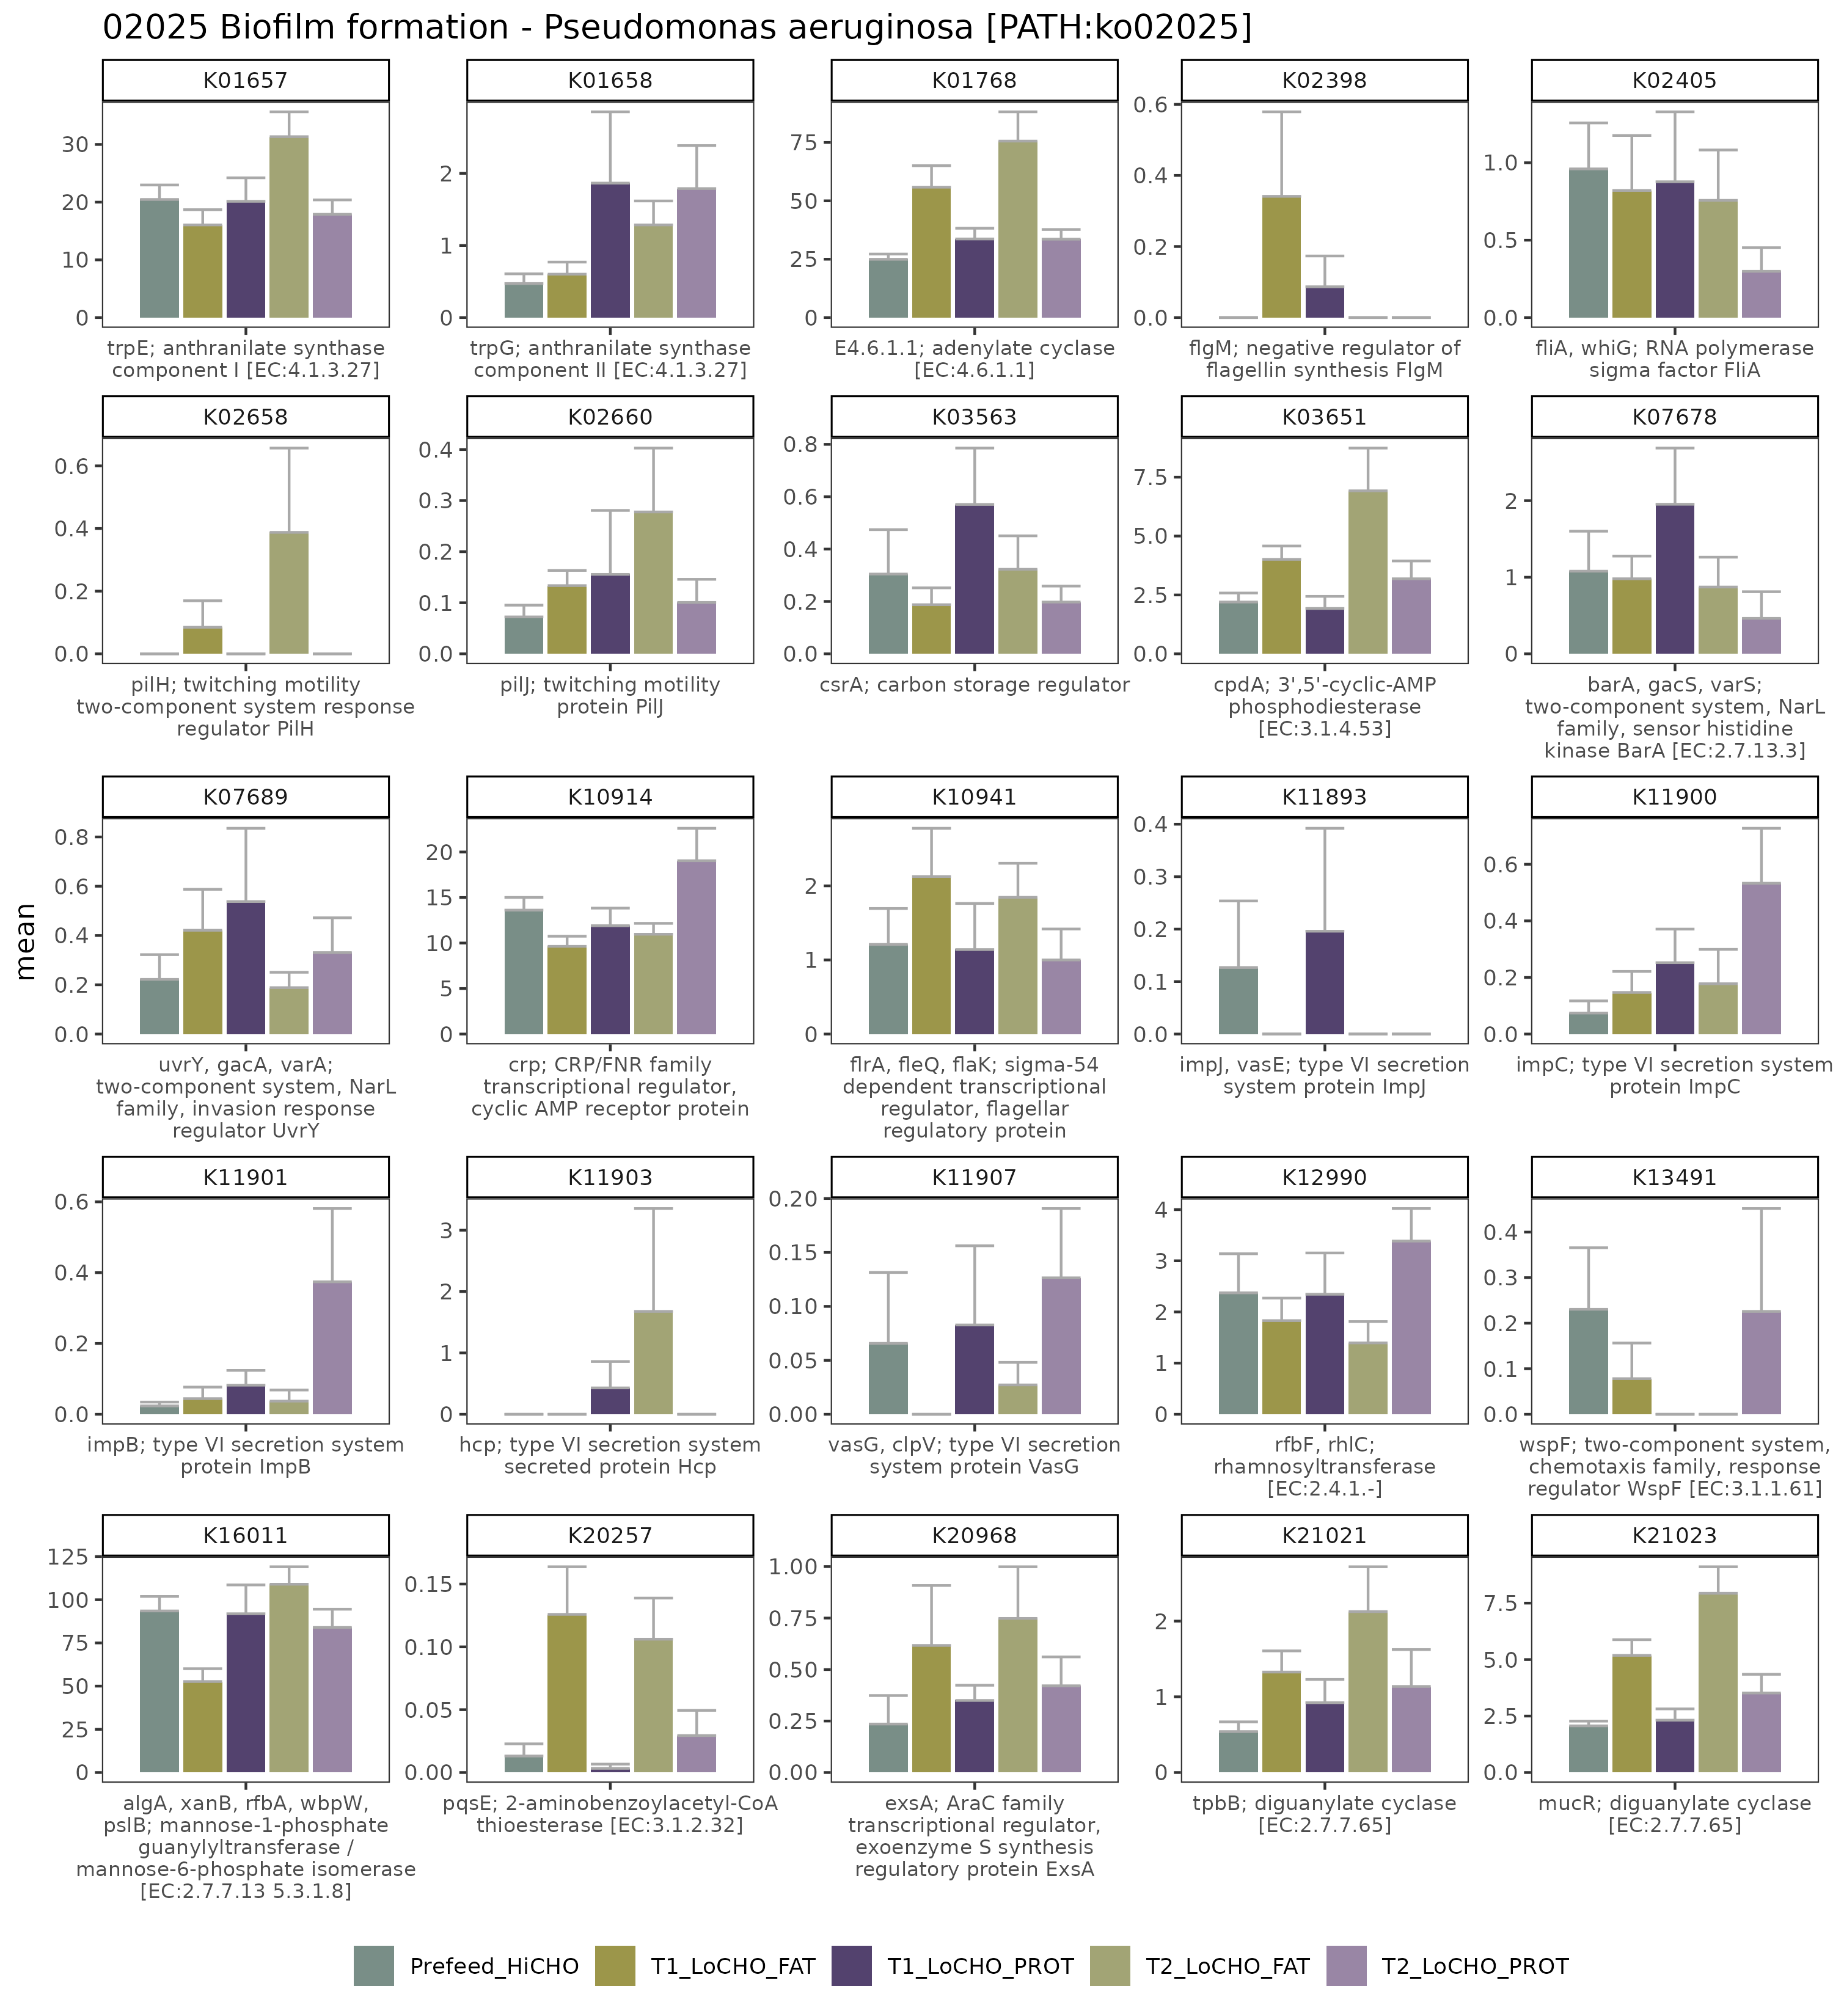 02025 Biofilm formation - Pseudomonas aeruginosa [PATH:ko02025]
K01657
K01658
K01768
K02398
K02405
30
20
10
0
2
1
0
75
50
25
0
0.6
0.4
0.2
0.0
1.0
0.5
0.0
trpE; anthranilate synthase
component I [EC:4.1.3.27]
trpG; anthranilate synthase
component II [EC:4.1.3.27]
E4.6.1.1; adenylate cyclase
[EC:4.6.1.1]
flgM; negative regulator of
flagellin synthesis FlgM
fliA, whiG; RNA polymerase
sigma factor FliA
K02658
K02660
K03563
K03651
K07678
0.6
0.4
0.2
0.0
0.4
0.3
0.2
0.1
0.0
0.8
0.6
0.4
0.2
0.0
7.5
5.0
2.5
0.0
2
1
0
pilH; twitching motility
two-component system response
regulator PilH
pilJ; twitching motility
protein PilJ
csrA; carbon storage regulator
cpdA; 3',5'-cyclic-AMP
phosphodiesterase
[EC:3.1.4.53]
barA, gacS, varS;
two-component system, NarL
family, sensor histidine
kinase BarA [EC:2.7.13.3]
K07689
K10914
K10941
K11893
K11900
mean
0.8
0.6
0.4
0.2
0.0
20
15
10
5
0
2
1
0
0.4
0.3
0.2
0.1
0.0
0.6
0.4
0.2
0.0
uvrY, gacA, varA;
two-component system, NarL
family, invasion response
regulator UvrY
crp; CRP/FNR family
transcriptional regulator,
cyclic AMP receptor protein
flrA, fleQ, flaK; sigma-54
dependent transcriptional
regulator, flagellar
regulatory protein
impJ, vasE; type VI secretion
system protein ImpJ
impC; type VI secretion system
protein ImpC
K11901
K11903
K11907
K12990
K13491
0.6
0.4
0.2
0.0
3
2
1
0
0.20
0.15
0.10
0.05
0.00
4
3
2
1
0
0.4
0.3
0.2
0.1
0.0
impB; type VI secretion system
protein ImpB
hcp; type VI secretion system
secreted protein Hcp
vasG, clpV; type VI secretion
system protein VasG
rfbF, rhlC;
rhamnosyltransferase
[EC:2.4.1.-]
wspF; two-component system,
chemotaxis family, response
regulator WspF [EC:3.1.1.61]
K16011
K20257
K20968
K21021
K21023
125
100
75
50
25
0
0.15
0.10
0.05
0.00
1.00
0.75
0.50
0.25
0.00
2
1
0
7.5
5.0
2.5
0.0
algA, xanB, rfbA, wbpW,
pslB; mannose-1-phosphate
guanylyltransferase /
mannose-6-phosphate isomerase
[EC:2.7.7.13 5.3.1.8]
pqsE; 2-aminobenzoylacetyl-CoA
thioesterase [EC:3.1.2.32]
exsA; AraC family
transcriptional regulator,
exoenzyme S synthesis
regulatory protein ExsA
tpbB; diguanylate cyclase
[EC:2.7.7.65]
mucR; diguanylate cyclase
[EC:2.7.7.65]
Prefeed_HiCHO
T1_LoCHO_FAT
T1_LoCHO_PROT
T2_LoCHO_FAT
T2_LoCHO_PROT